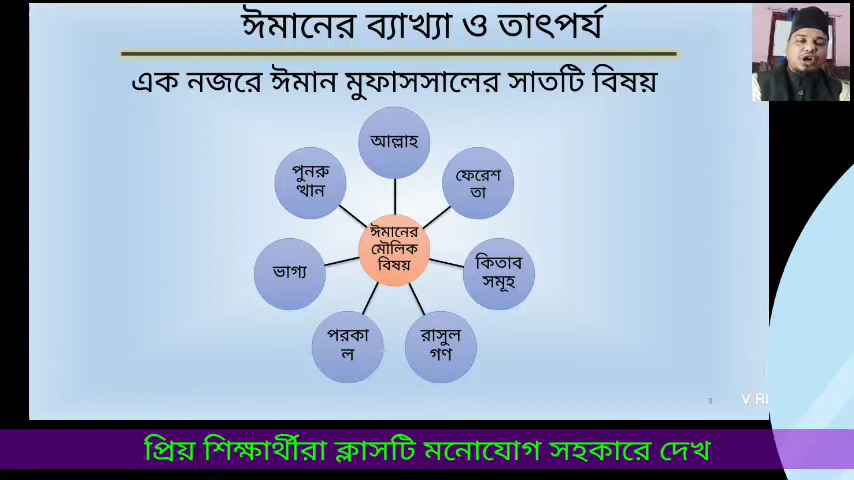 ঈমানের ব্যাখ্যা ও তাৎপর্য
এক নজরে ঈমান মুফাসসালের সাতটি বিষয়
আল্লাহ
ফেরেশ
তা
কিতাব
সমূহ
রাসুল
গণ
পরকা
ল
ভাগ্য
পুনরু
ত্থান
ঈমানের
মৌলিক
বিষয়
প্রিয় শিক্ষার্থীরা ক্লাসটি মনোযোগ সহকারে দেখ